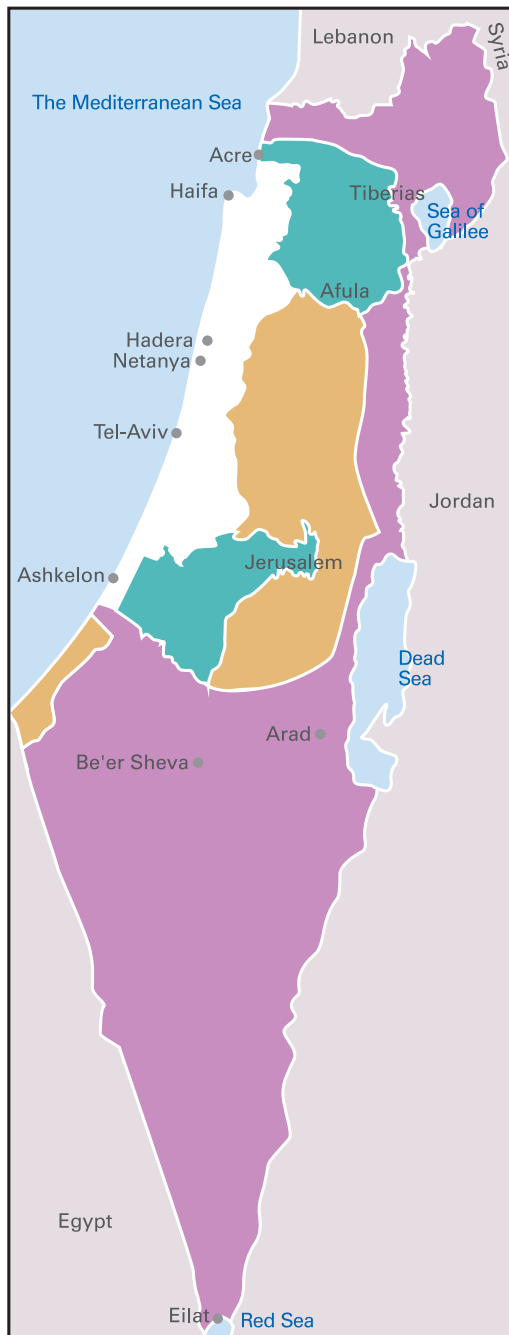 Lebanon
Syria
The Mediterranean Sea
Acre
Haifa
Tiberias
Sea of
Galilee
Afula
Hadera
Netanya
Tel-Aviv
Jordan
Jerusalem
Ashkelon
Dead
Sea
Arad
Be'er Sheva
Egypt
Eilat
Red Sea